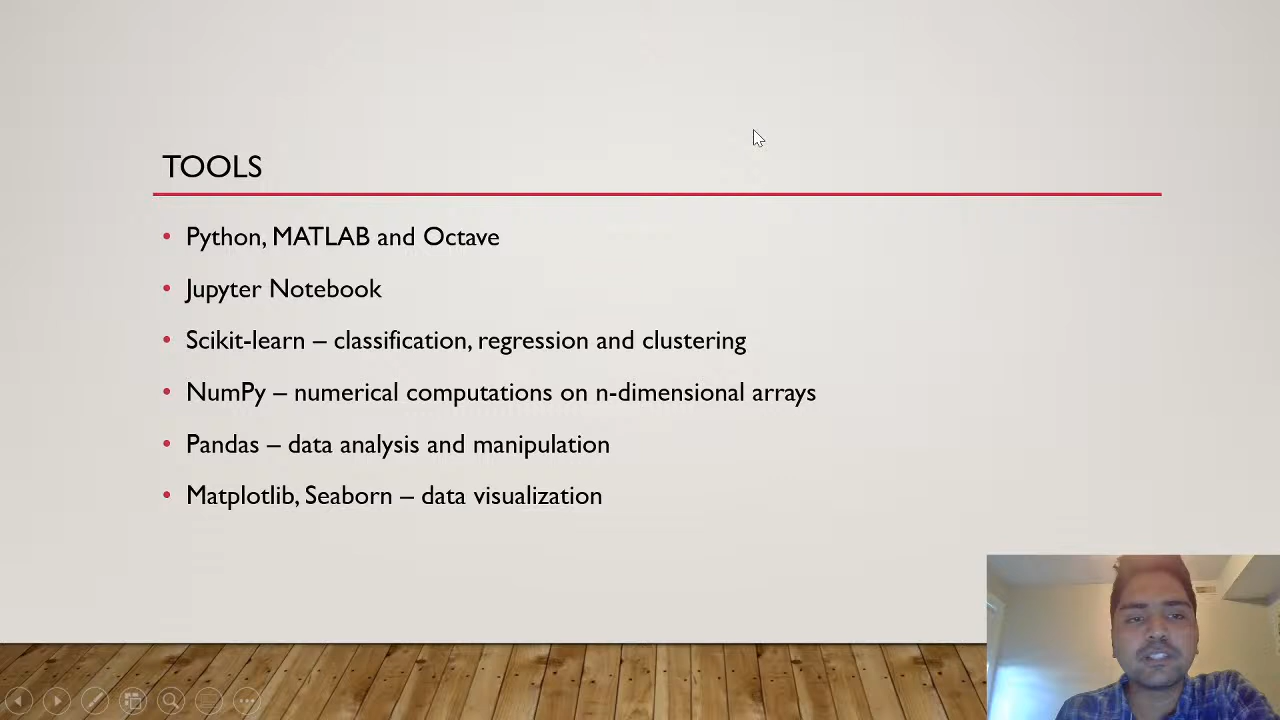 TOOLS
Python, MATLAB and Octave
Jupyter Notebook
Scikit-learn – classification, regression and clustering
NumPy – numerical computations on n-dimensional arrays
Pandas – data analysis and manipulation
Matplotlib, Seaborn – data visualization